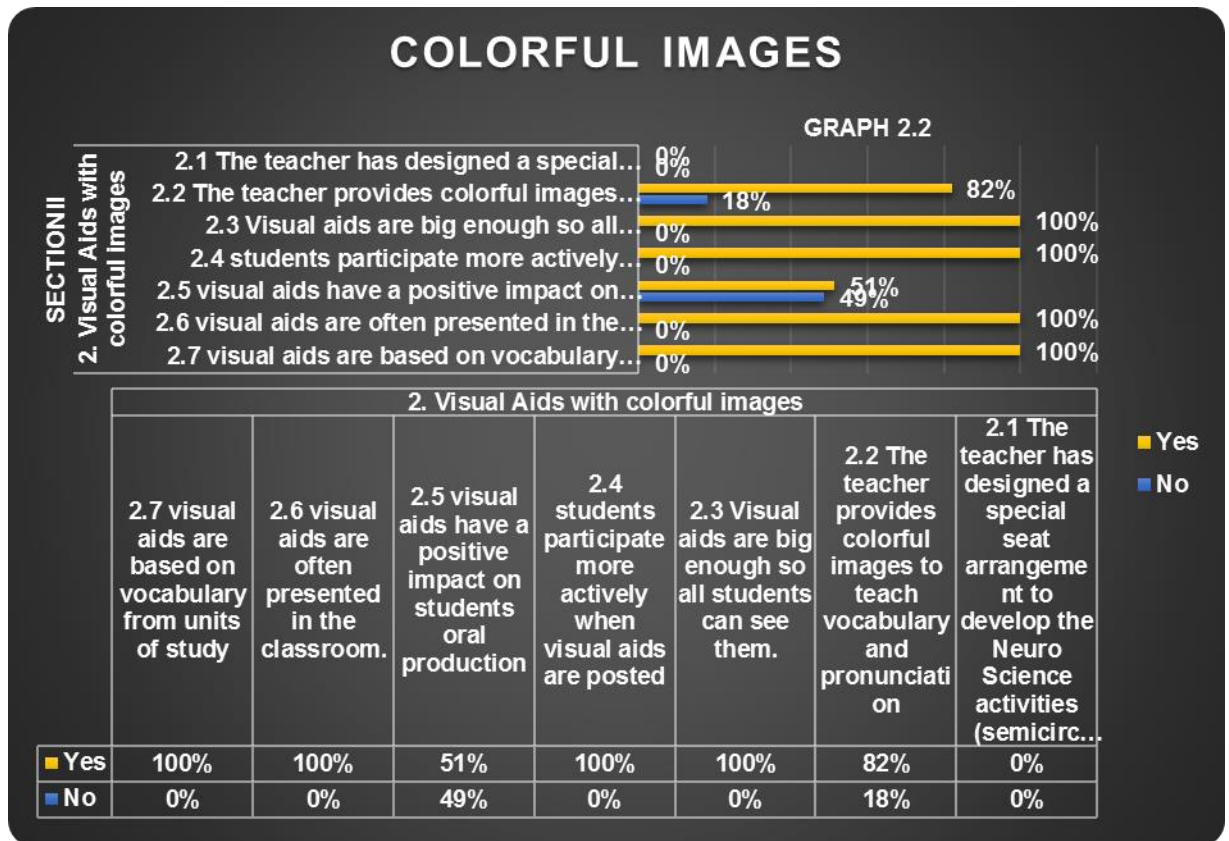 COLORFUL IMAGES
GRAPH 2.2
SECTIONII
2. Visual Aids with
colorful images
2.1 The teacher has designed a special… 0%
0%
2.2 The teacher provides colorful images… 82%
18%
2.3 Visual aids are big enough so all… 100%
0%
2.4 students participate more actively… 100%
0%
2.5 visual aids have a positive impact on… 51%
49%
2.6 visual aids are often presented in the… 100%
0%
2.7 visual aids are based on vocabulary… 100%
0%
2. Visual Aids with colorful images
2.7 visual
aids are
based on
vocabulary
from units
of study
2.6 visual
aids are
often
presented
in the
classroom.
2.5 visual
aids have a
positive
impact on
students
oral
production
2.4
students
participate
more
actively
when
visual aids
are posted
2.3 Visual
aids are big
enough so
all students
can see
them.
2.2 The
teacher
provides
colorful
images to
teach
vocabulary
and
pronunciati
on
2.1 The
teacher has
designed a
special
seat
arrangeme
nt to
develop the
Neuro
Science
activities
(semicirc…
Yes 100% 100% 51% 100% 100% 82% 0%
No 0% 0% 49% 0% 0% 18% 0%
Yes
No